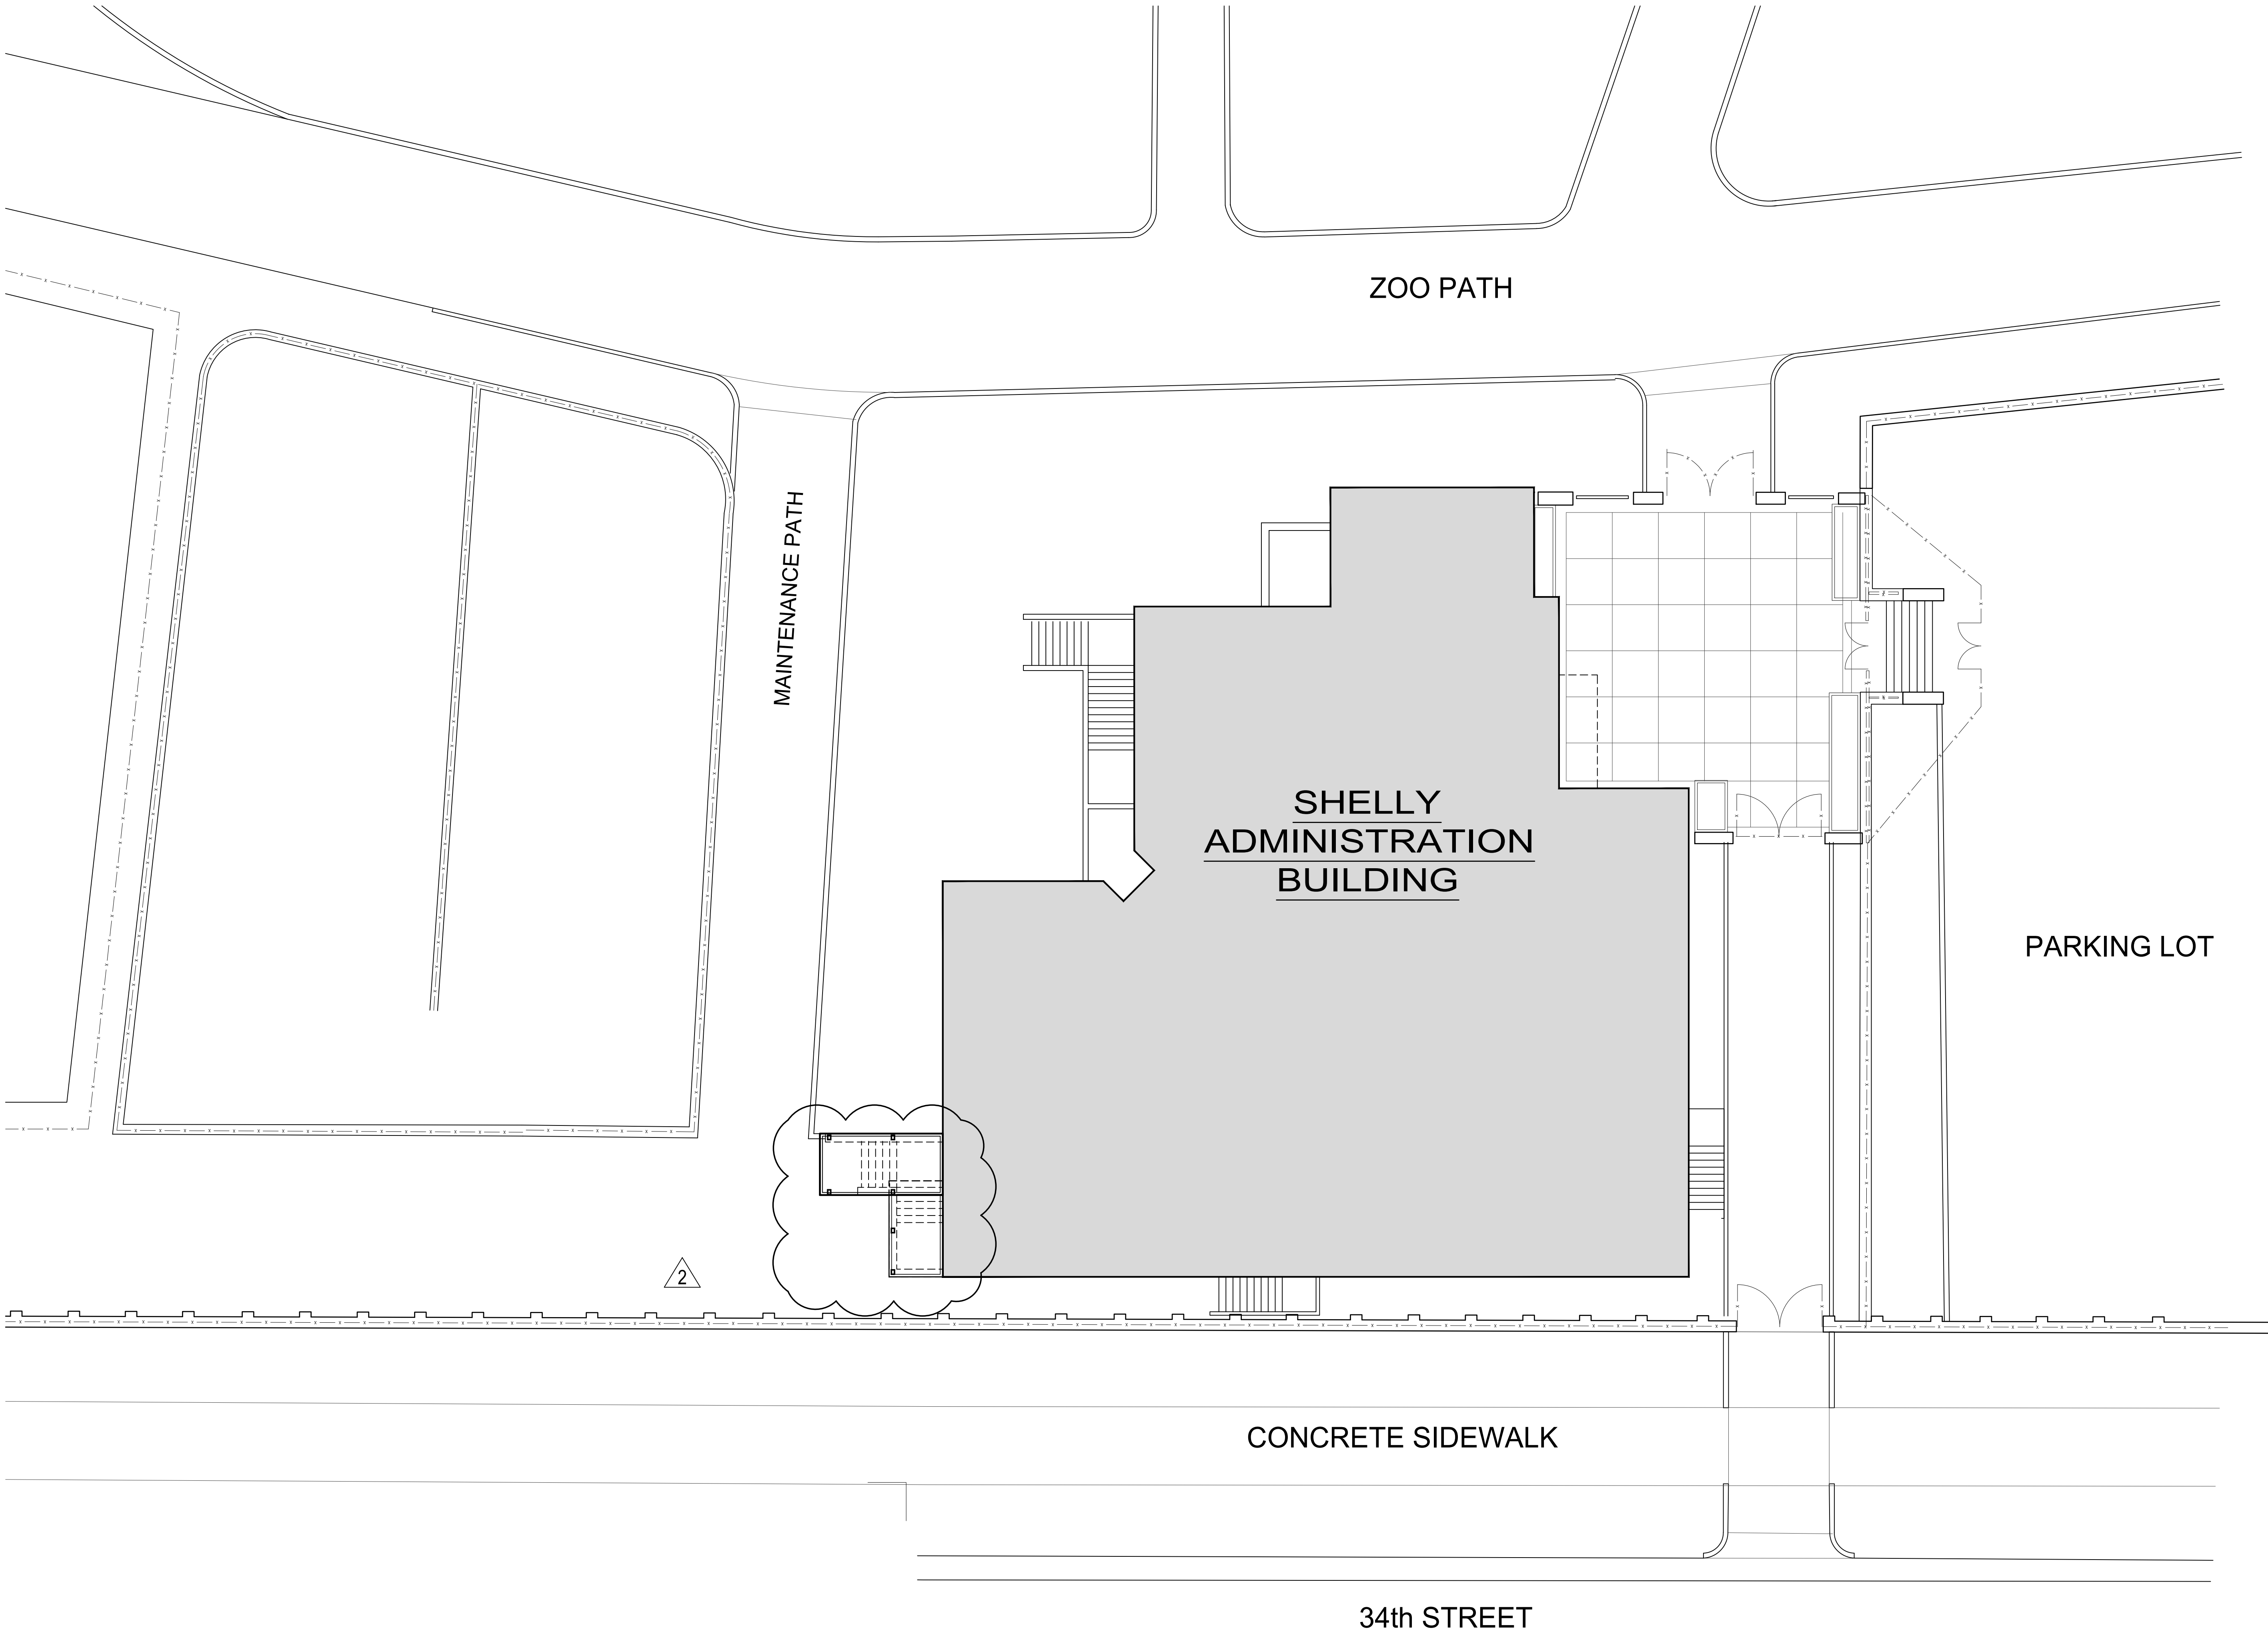 ZOO PATH
MAINTENANCE PATH
SHELLY
ADMINISTRATION
BUILDING
PARKING LOT
2
CONCRETE SIDEWALK
34th STREET